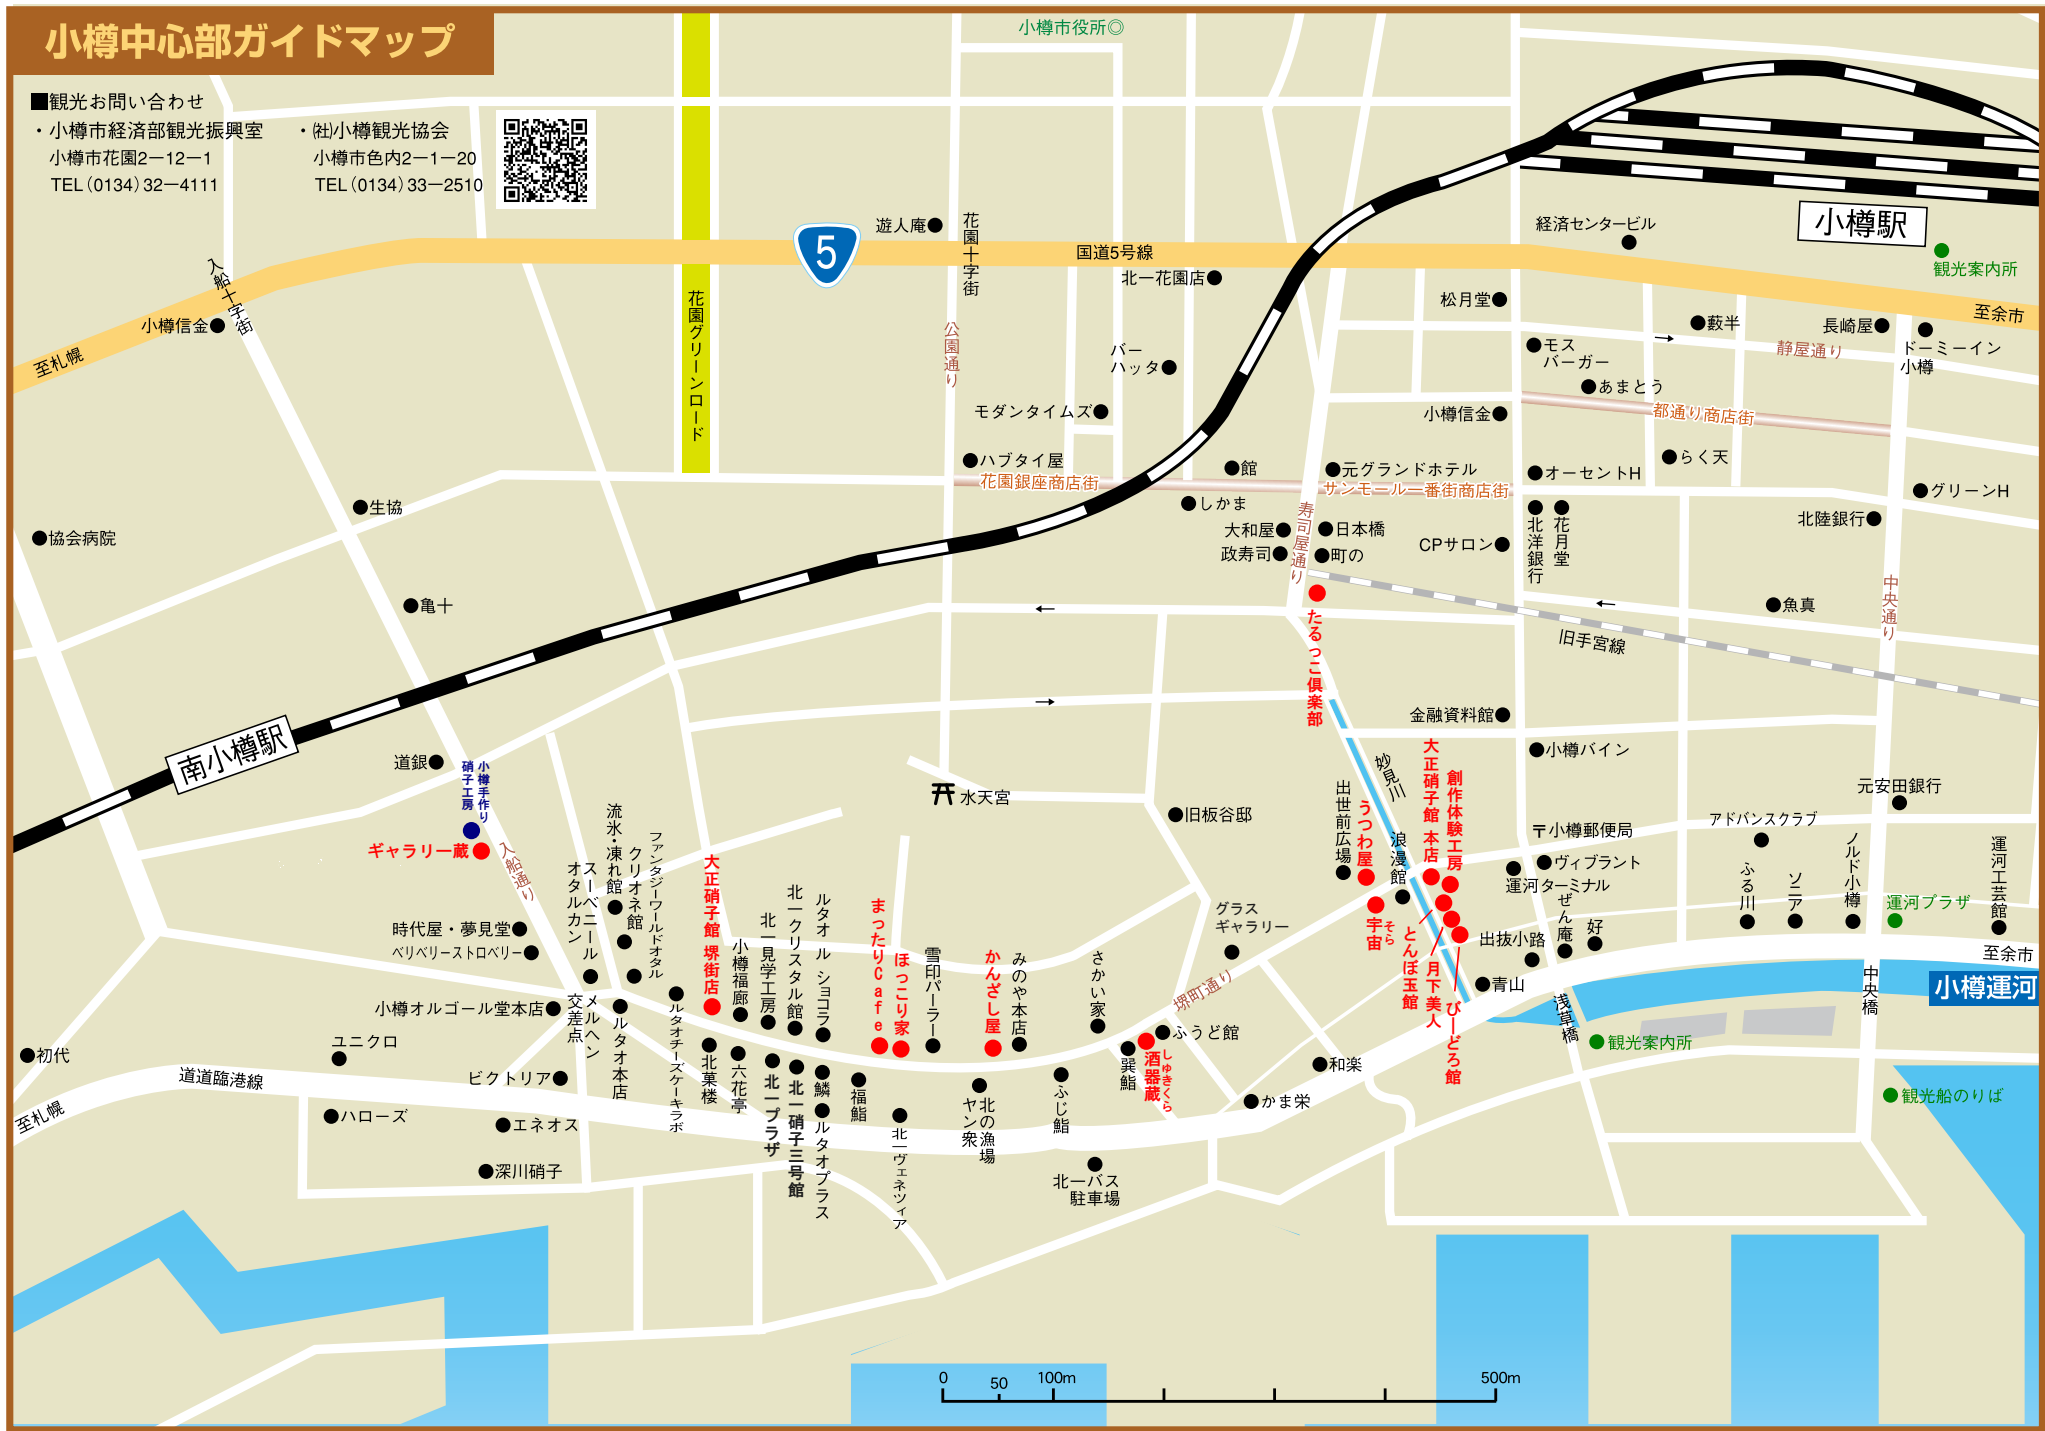 小樽中心部ガイドマップ
■観光お問い合わせ
・小樽市経済部観光振興室
小樽市花園2ー12ー1
TEL(0134)32ー4111
・㈳小樽観光協会
小樽市色内2ー1ー20
TEL(0134)33ー2510
小樽市役所◎
花園グリーンロード
5
遊人庵
花園十字街
国道5号線
北一花園店
経済センタービル
小樽駅
観光案内所
至余市
入船十字街
小樽信金
至札幌
公園通り
バー
ハッタ
モダンタイムズ
松月堂
モス
バーガー
藪半
静屋通り
長崎屋
ドーミーイン
小樽
あまとう
都通り商店街
小樽信金
らく天
オーセントH
グリーンH
北陸銀行
ハブタイ屋
花園銀座商店街
館
元グランドホテル
サンモール一番街商店街
しかま
大和屋
日本橋
政寿司
町の
寿司屋通り
CPサロン
北洋銀行
花月堂
生協
協会病院
亀十
たるっこ倶楽部
魚真
中央通り
旧手宮線
南小樽駅
道銀
小樽手作り
硝子工房
ギャラリー蔵
入船通り
水天宮
旧板谷邸
妙見川
金融資料館
小樽バイン
元安田銀行
アドバンスクラブ
〒小樽郵便局
ヴィブラント
運河ターミナル
大正硝子館 本店
創作体験工房
出世前広場
うつわ屋
浪漫館
宇宙
そら
とんぼ玉館
月下美人
びーどろ館
グラス
ギャラリー
出抜小路
ぜん庵
好
ふる川
ソニア
ノルド小樽
運河プラザ
運河工芸館
至余市
小樽運河
中央橋
青山
浅草橋
観光案内所
観光船のりば
時代屋・夢見堂
ベリベリーストロベリー
小樽オルゴール堂本店
スーベニール
オタルカン
流氷・凍れ館
クリオネ館
ファンタジーワールドオタル
メルヘン
交差点
ルタオ本店
ルタオチーズケーキラボ
大正硝子館 堺街店
小樽福廊
北一見学工房
北一クリスタル館
ルタオ ル ショコラ
まったりCafe
ほっこり家
雪印パーラー
かんざし屋
みのや本店
さかい家
堺町通り
ふうど館
酒器蔵
しゅきくら
巽鮨
和楽
かま栄
北菓楼
六花亭
北一プラザ
北一硝子三号館
鱗
ルタオプラス
福鮨
北一ヴェネツィア
北の漁場
ヤン衆
ふじ鮨
北一バス
駐車場
初代
ユニクロ
道道臨港線
至札幌
ハローズ
ビクトリア
エネオス
深川硝子
0
50
100m
500m